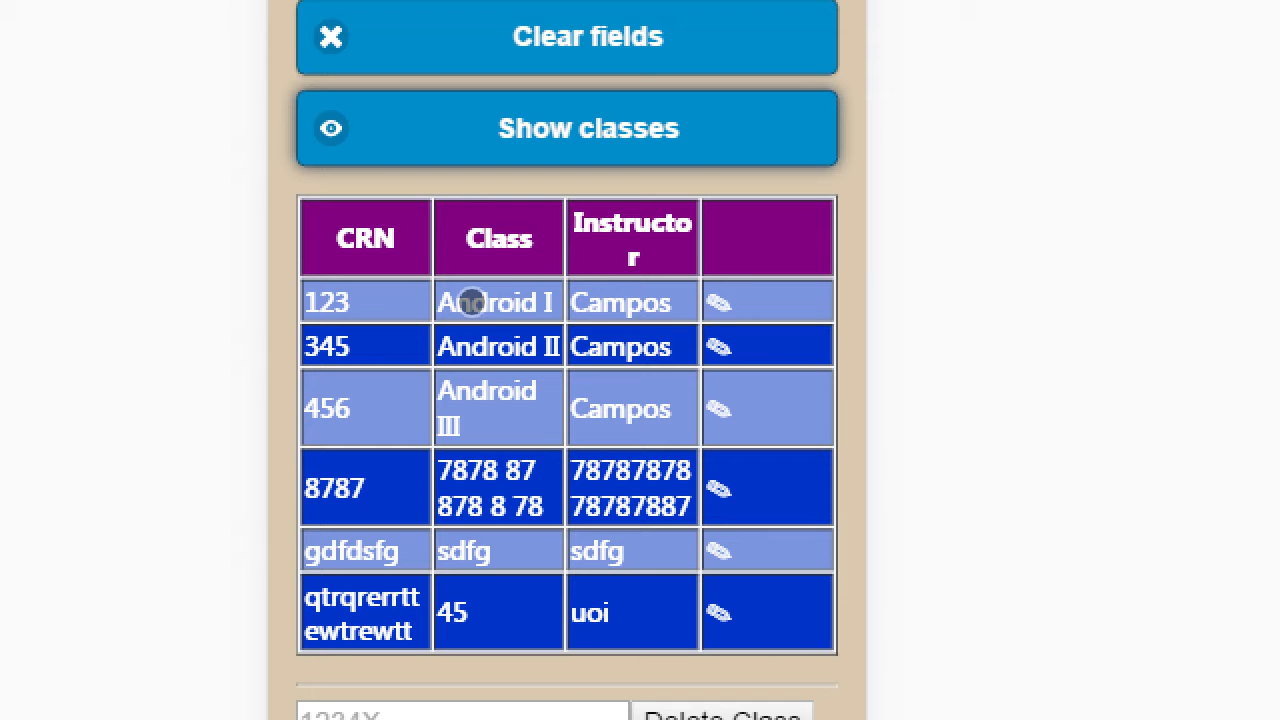 Clear fields
Show classes
CRN Class Instructo
r
123 Android I Campos
345 Android II Campos
456 Android
III Campos
8787 7878 87
878 8 78 78787878
78787887
gdfdsfg sdfg sdfg
qtrqrerrtt
ewtrewtt 45 uoi
1234X Delete Class